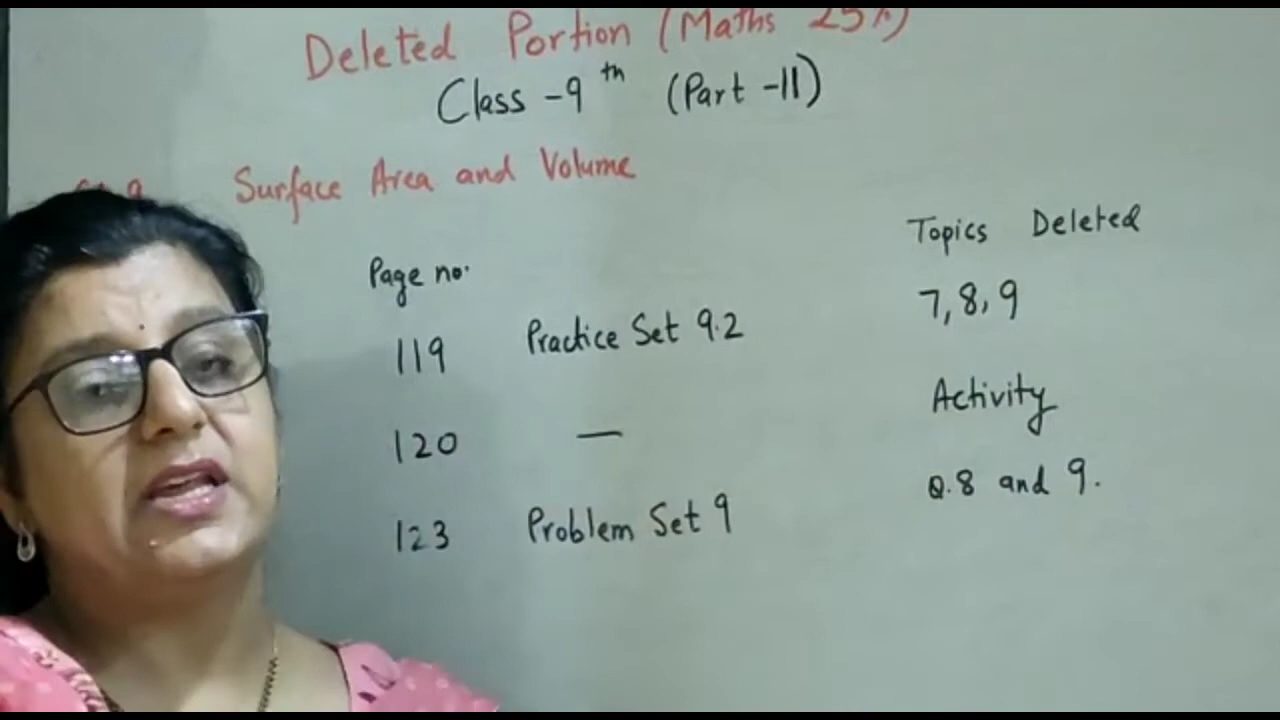 Deleted Portion (Maths 25%)
Class -9th (Part -II)
Surface Area and Volume
Page no. Topics Deleted
119 Practice Set 9.2 7, 8, 9
120 — Activity
123 Problem Set 9 Q.8 and 9.